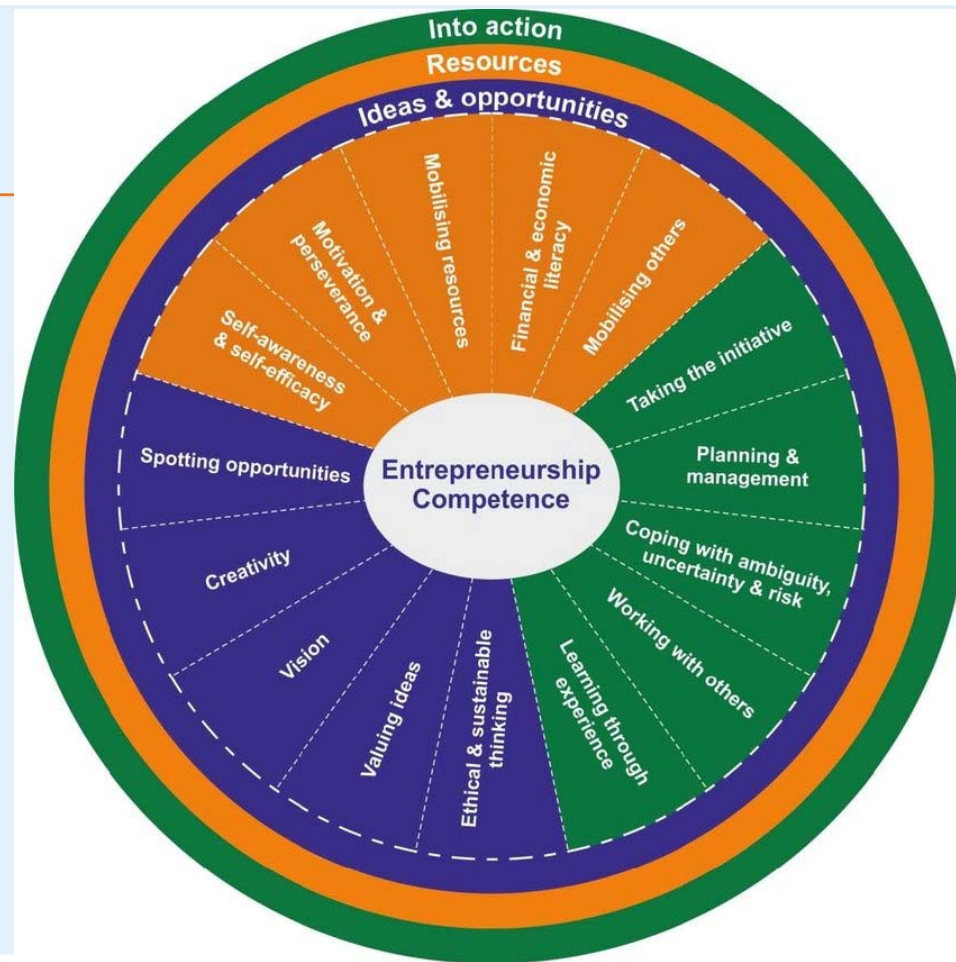 Into action
Resources
Ideas & opportunities
Mobilising resources
Financial & economic
literacy
Mobilising others
Motivation &
perseverance
Self-awareness
& self-efficacy
Taking the initiative
Planning &
management
Coping with ambiguity,
uncertainty & risk
Working with others
Learning through
experience
Ethical & sustainable
thinking
Valuing ideas
Vision
Creativity
Spotting opportunities
Entrepreneurship
Competence